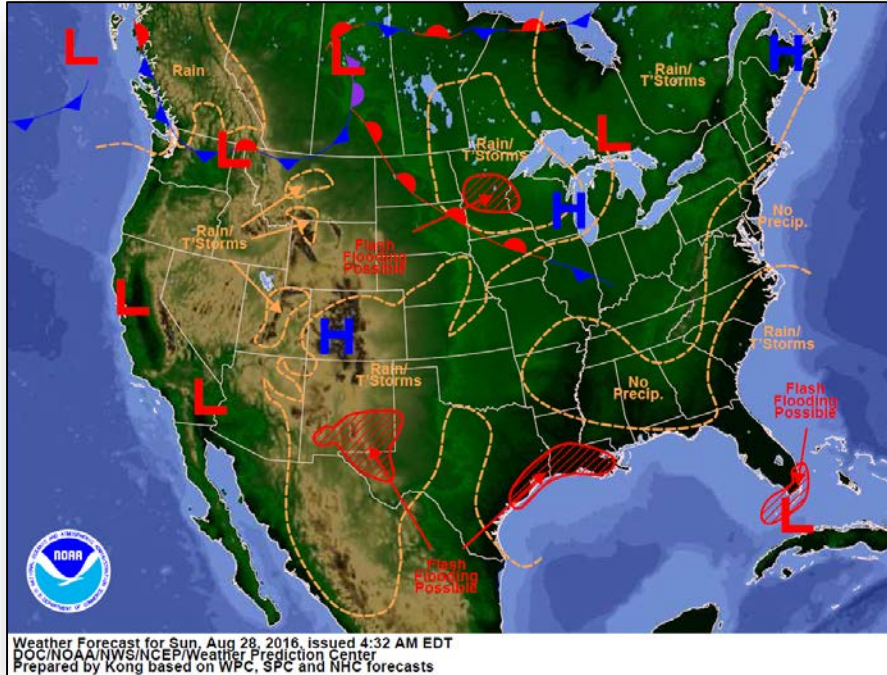 L
L
H
Rain
Rain/
T'Storms
Rain/
T'Storms
L
L
H
No
Precip.
Rain/
T'Storms
Flash
Flooding
Possible
L
H
Rain/
T'Storms
Rain/
T'Storms
No
Precip.
Flash
Flooding
Possible
L
L
Flash
Flooding
Possible
NOAA
Weather Forecast for Sun, Aug 28, 2016, issued 4:32 AM EDT
DOC/NOAA/NWS/NCEP/Weather Prediction Center
Prepared by Kong based on WPC, SPC and NHC forecasts